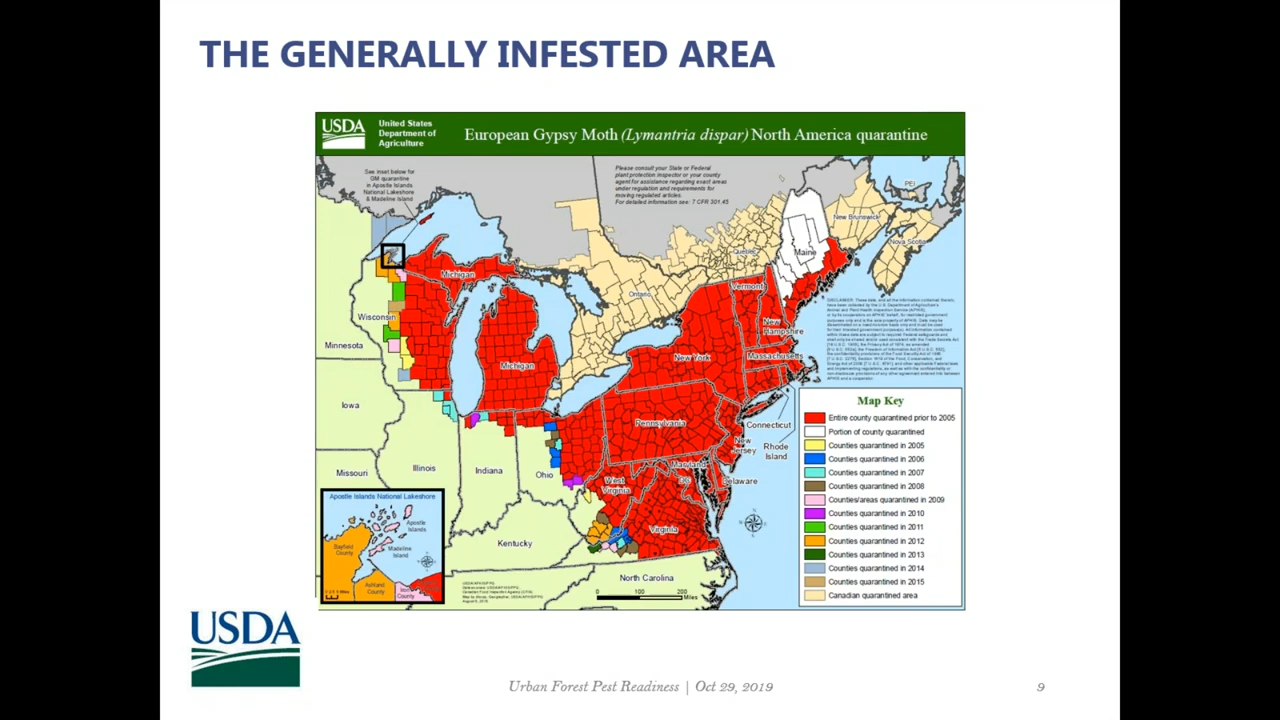 THE GENERALLY INFESTED AREA
USDA
United States
Department of
Agriculture
European Gypsy Moth (Lymantria dispar) North America quarantine
See inset below for
GM quarantine
in Apostle Islands
National Lakeshore
& Madeline Island
Please consult your State or Federal
plant protection inspector or your county
agent for assistance regarding exact areas
under regulation and requirements for
moving regulated articles.
For detailed information see: 7 CFR 301.45
PEI
New Brunswick
Nova Scotia
Quebec
Maine
Ontario
Michigan
Vermont
Wisconsin
New
Hampshire
Minnesota
New York
Massachusetts
Michigan
Iowa
Pennsylvania
Connecticut
Rhode
Island
New
Jersey
Missouri
Illinois
Indiana
Ohio
Maryland
DC
Delaware
West
Virginia
Virginia
Kentucky
North Carolina
0 100 200
Miles
Apostle Islands National Lakeshore
Apostle
Islands
Madeline
Island
Bayfield
County
Ashland
County
Iron
County
Map Key
Entire county quarantined prior to 2005
Portion of county quarantined
Counties quarantined in 2005
Counties quarantined in 2006
Counties quarantined in 2007
Counties quarantined in 2008
Counties/areas quarantined in 2009
Counties quarantined in 2010
Counties quarantined in 2011
Counties quarantined in 2012
Counties quarantined in 2013
Counties quarantined in 2014
Counties quarantined in 2015
Canadian quarantined area
USDA
Urban Forest Pest Readiness | Oct 29, 2019
9